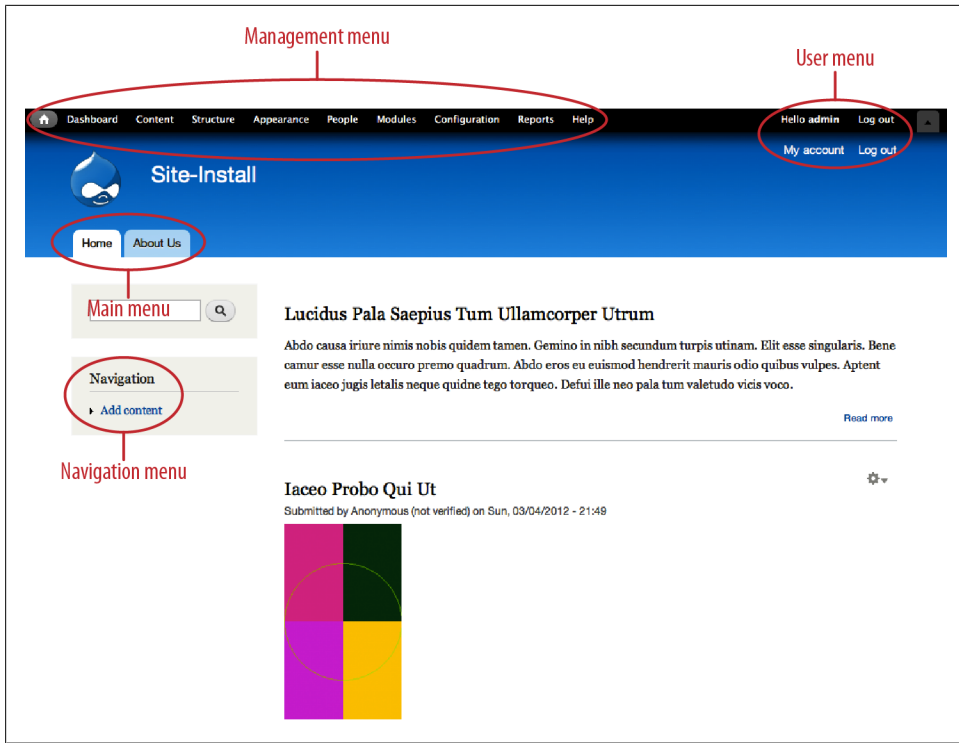 Management menu
User menu
Dashboard Content Structure Appearance People Modules Configuration Reports Help
Hello admin Log out
My account Log out
Site-Install
Home About Us
Main menu
Lucidus Pala Saepius Tum Ullamcorper Utrum
Abdo causa iriure nimis nobis quidem tamen. Gemino in nibh secundum turpis utinam. Elit esse singularis. Bene
camur esse nulla occuro premo quadrum. Abdo eros eu euismod hendrerit mauris odio quibus vulpes. Aptent
eum iaceo jugis letalis neque quidne tego torqueo. Defui ille neo pala tum valetudo vicis voco.
Read more
Navigation
Add content
Navigation menu
Iaceo Probo Qui Ut
Submitted by Anonymous (not verified) on Sun, 03/04/2012 - 21:49